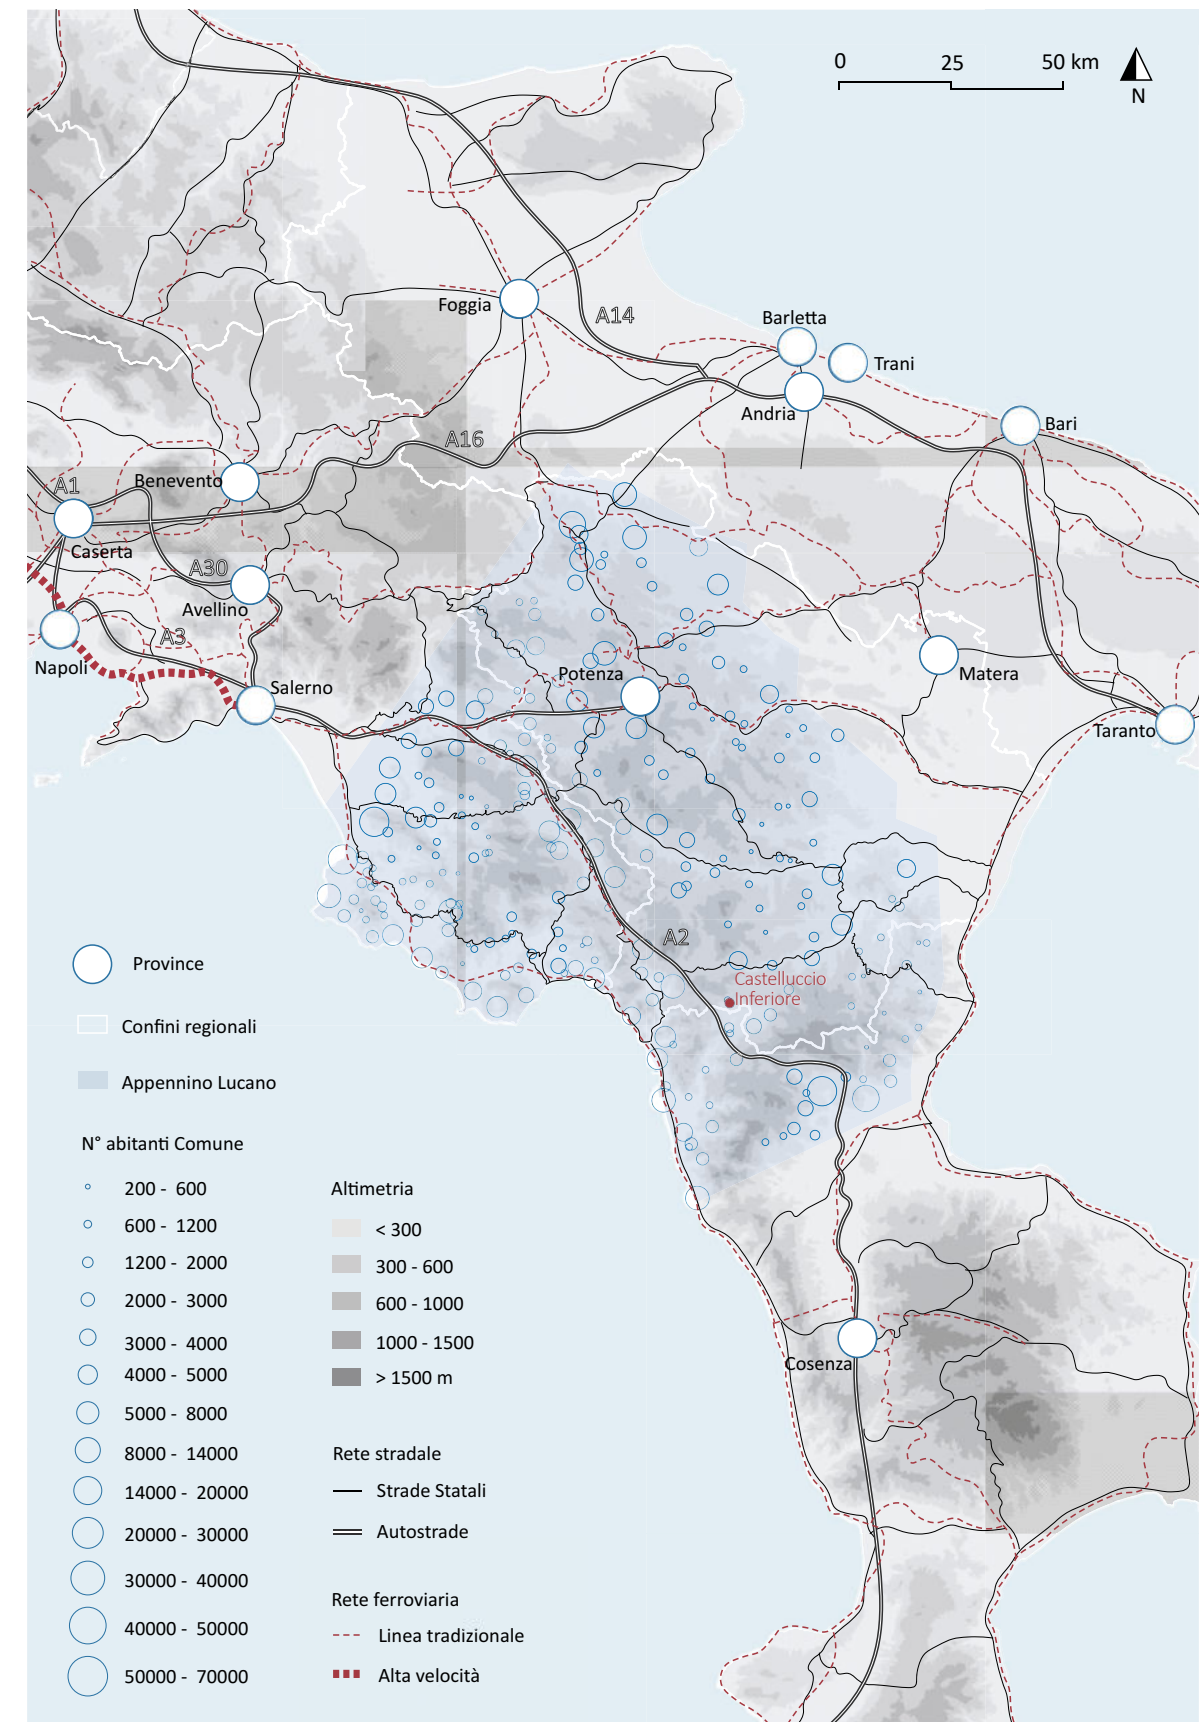 0 25 50 km
N
Foggia
A14
Barletta
Trani
Andria
Bari
A16
A1
Benevento
Caserta
A30
Avellino
A3
Napoli
Salerno
Potenza
Matera
Taranto
A2
Castelluccio
Inferiore
Cosenza
Province
Confini regionali
Appennino Lucano
N° abitanti Comune
200 - 600
600 - 1200
1200 - 2000
2000 - 3000
3000 - 4000
4000 - 5000
5000 - 8000
8000 - 14000
14000 - 20000
20000 - 30000
30000 - 40000
40000 - 50000
50000 - 70000
Altimetria
< 300
300 - 600
600 - 1000
1000 - 1500
> 1500 m
Rete stradale
Strade Statali
Autostrade
Rete ferroviaria
Linea tradizionale
Alta velocità